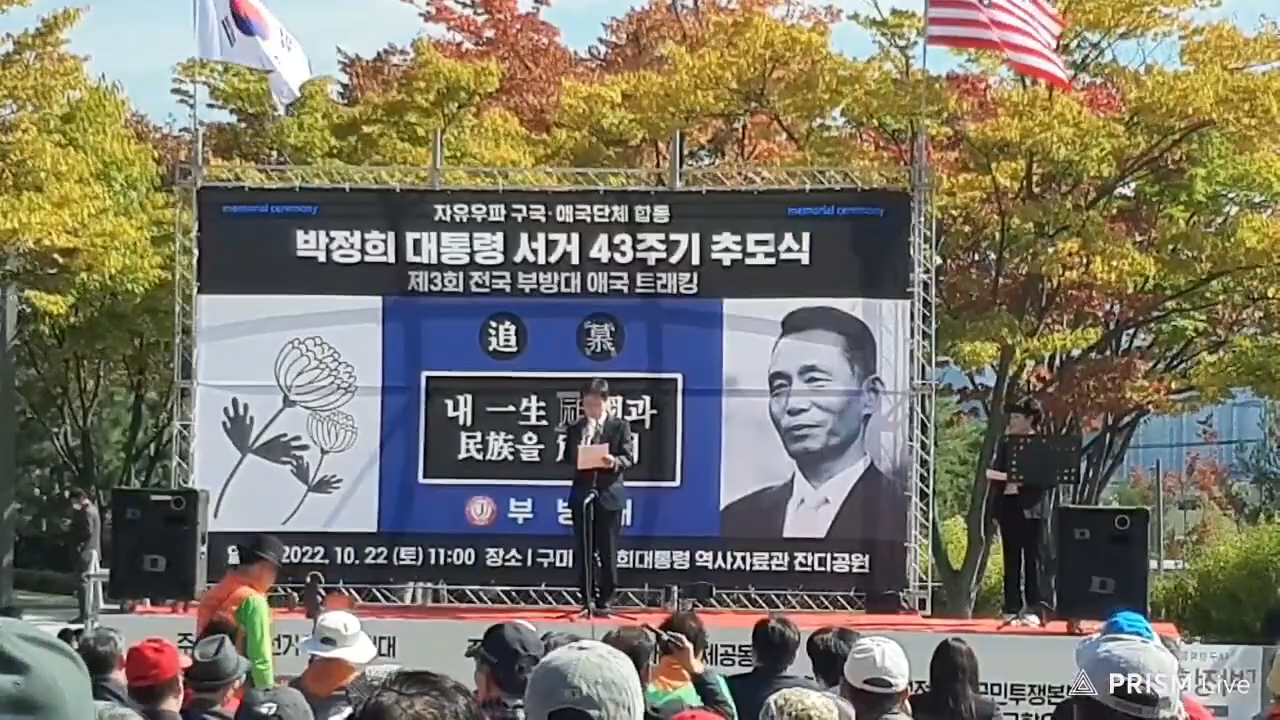 memorial ceremony
자유우파 구국·애국단체 합동
memorial ceremony
박정희 대통령 서거 43주기 추도식
제3회 전국 부방대 애국 트래킹
追 慕
내 一生 과
民族을
부
2022. 10. 22 (토) 11:00 장소 I 구미 희대통령 역사자료관 잔디공원
PRISM Live